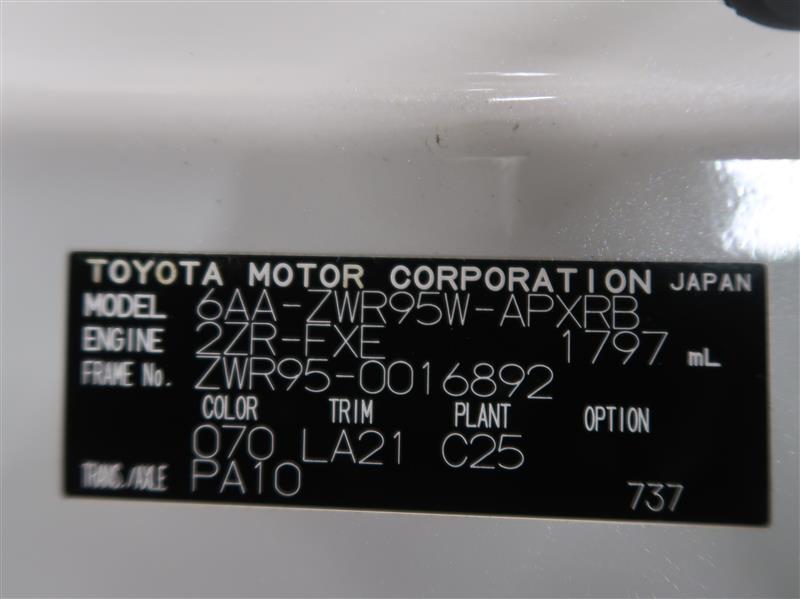 TOYOTA MOTOR CORPORATION JAPAN
MODEL 6AA-ZWR95W-APXRB
ENGINE 2ZR-FXE 1797 mL
FRAME No. ZWR95-0016892
COLOR TRIM PLANT OPTION
070 LA21 C25
TRANS./AXLE PA10
737